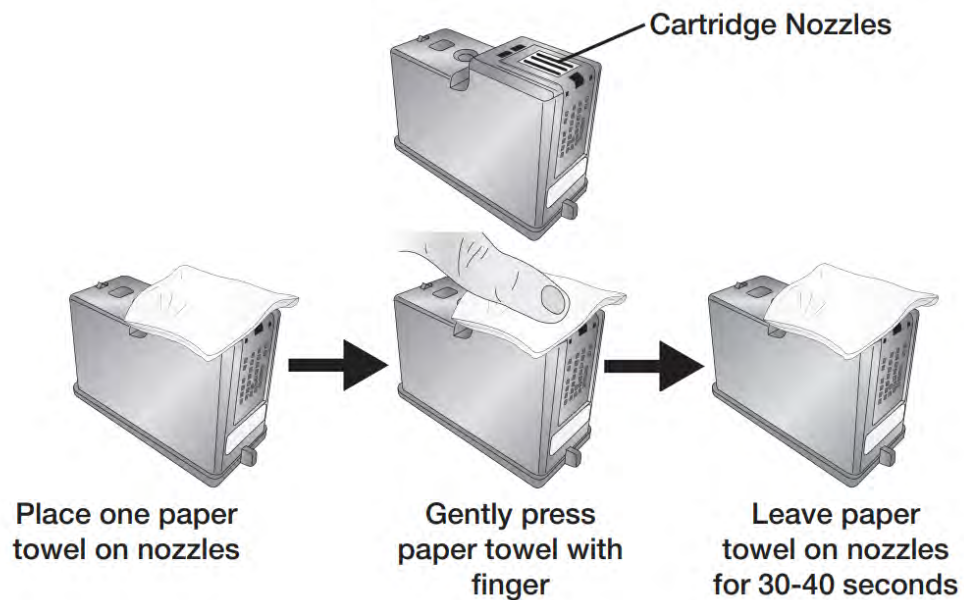 Cartridge Nozzles
Place one paper
towel on nozzles
Gently press
paper towel with
finger
Leave paper
towel on nozzles
for 30-40 seconds